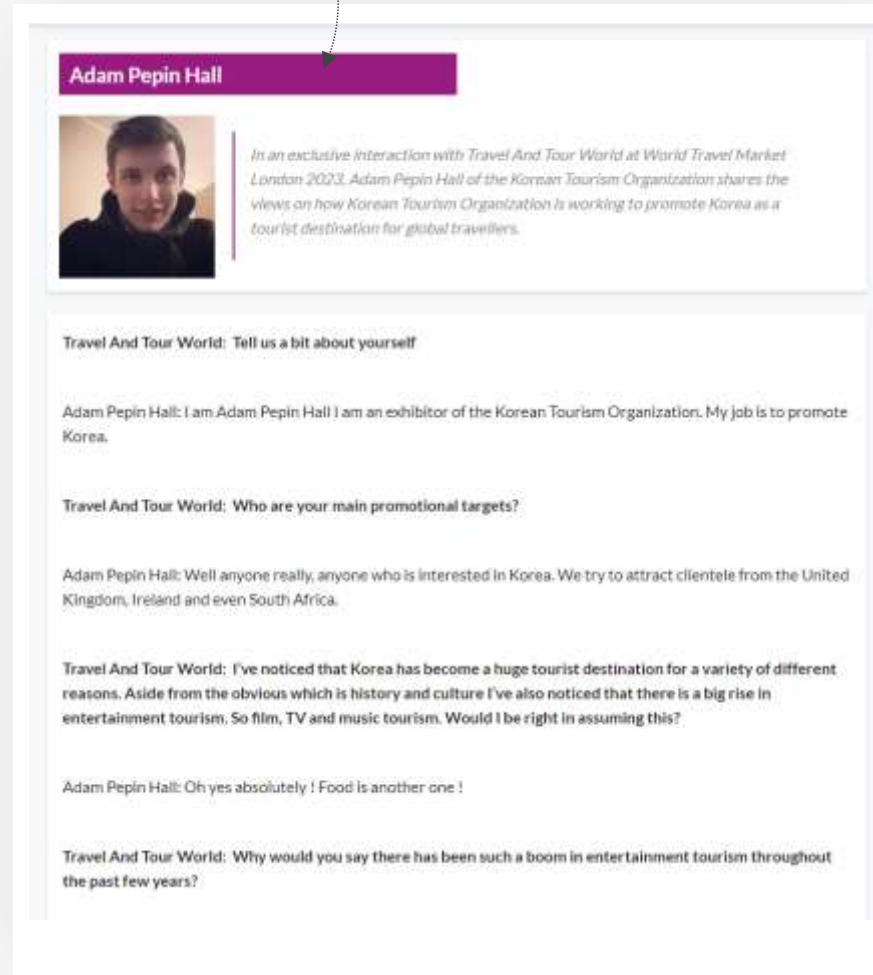 Adam Pepin Hall
In an exclusive interaction with Travel And Tour World at World Travel Market
London 2023, Adam Pepin Hall of the Korean Tourism Organization shares the
views on how Korean Tourism Organization is working to promote Korea as a
tourist destination for global travellers.
Travel And Tour World: Tell us a bit about yourself
Adam Pepin Hall: I am Adam Pepin Hall I am an exhibitor of the Korean Tourism Organization. My job is to promote
Korea.
Travel And Tour World: Who are your main promotional targets?
Adam Pepin Hall: Well anyone really, anyone who is interested in Korea. We try to attract clientele from the United
Kingdom, Ireland and even South Africa.
Travel And Tour World: I've noticed that Korea has become a huge tourist destination for a variety of different
reasons. Aside from the obvious which is history and culture I've also noticed that there is a big rise in
entertainment tourism. So film, TV and music tourism. Would I be right in assuming this?
Adam Pepin Hall: Oh yes absolutely ! Food is another one !
Travel And Tour World: Why would you say there has been such a boom in entertainment tourism throughout
the past few years?